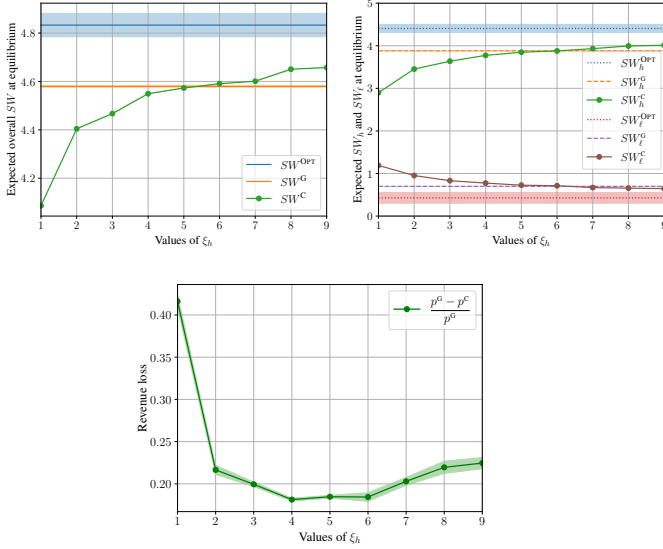 Expected overall SW at equilibrium
4.8
4.6
4.4
4.2
1 2 3 4 5 6 7 8 9
Values of ξ_h
SW^OPT
SW^G
SW^C
Expected SW_h and SW_ℓ at equilibrium
5
4
3
2
1
0
1 2 3 4 5 6 7 8 9
Values of ξ_h
SW_h^OPT
SW_h^G
SW_h^C
SW_ℓ^OPT
SW_ℓ^G
SW_ℓ^C
Revenue loss
0.40
0.35
0.30
0.25
0.20
1 2 3 4 5 6 7 8 9
Values of ξ_h
p^G − p^C
p^G